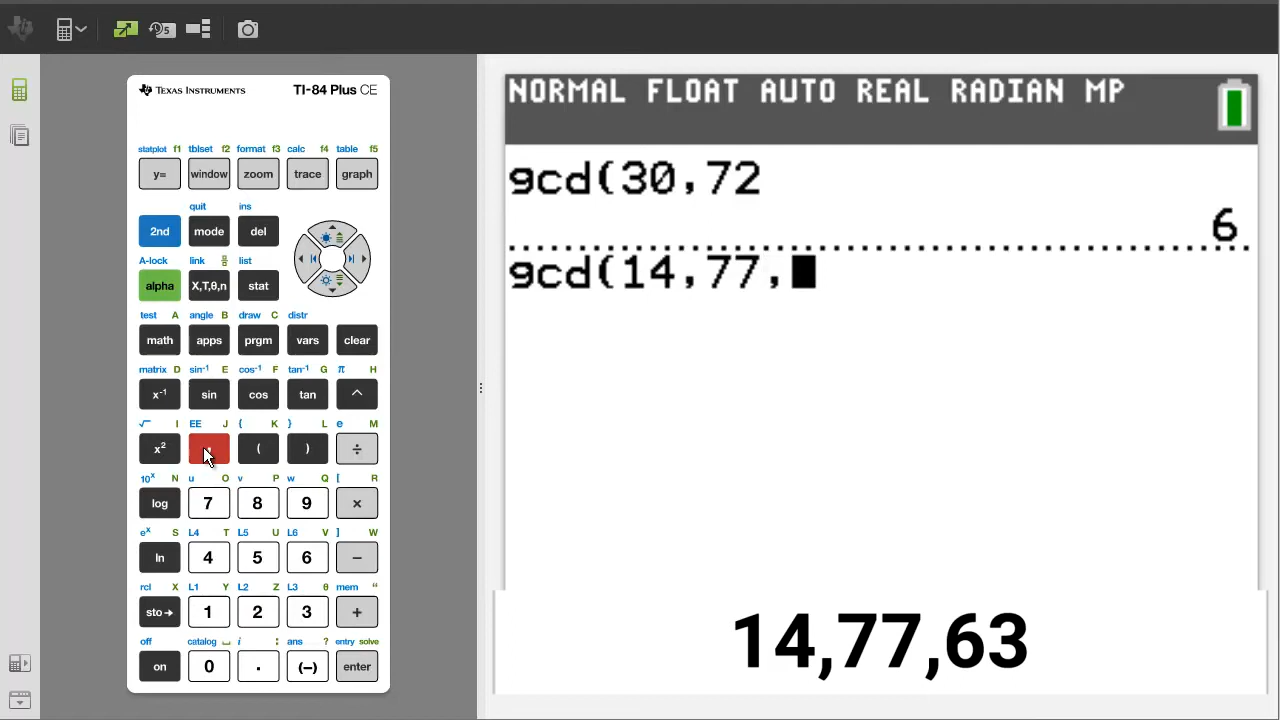 TEXAS INSTRUMENTS TI-84 Plus CE
statplot f1 tblset f2 format f3 calc f4 table f5
y= window zoom trace graph
quit ins
2nd mode del
A-lock link list
alpha X,T,θ,n stat
test A angle B draw C distr
math apps prgm vars clear
matrix D sin⁻¹ E cos⁻¹ F tan⁻¹ G π H
x⁻¹ sin cos tan ^
√ I EE J { K } L e M
x² , ( ) ÷
10ˣ N u O v P w Q [ R
log 7 8 9 ×
eˣ S L4 T L5 U L6 V ] W
ln 4 5 6 −
rcl X L1 Y L2 Z L3 θ mem “
sto→ 1 2 3 +
off catalog ⎵ i : ans ? entry solve
on 0 . (−) enter
NORMAL FLOAT AUTO REAL RADIAN MP
gcd(30,72
6
gcd(14,77,
14,77,63